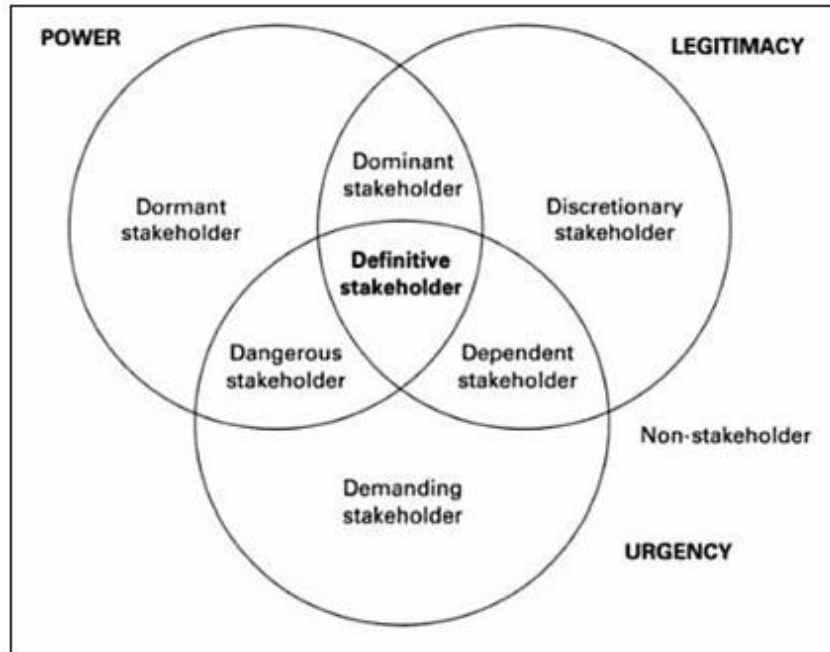 POWER
LEGITIMACY
Dominant
stakeholder
Dormant
stakeholder
Discretionary
stakeholder
Definitive
stakeholder
Dangerous
stakeholder
Dependent
stakeholder
Non-stakeholder
Demanding
stakeholder
URGENCY